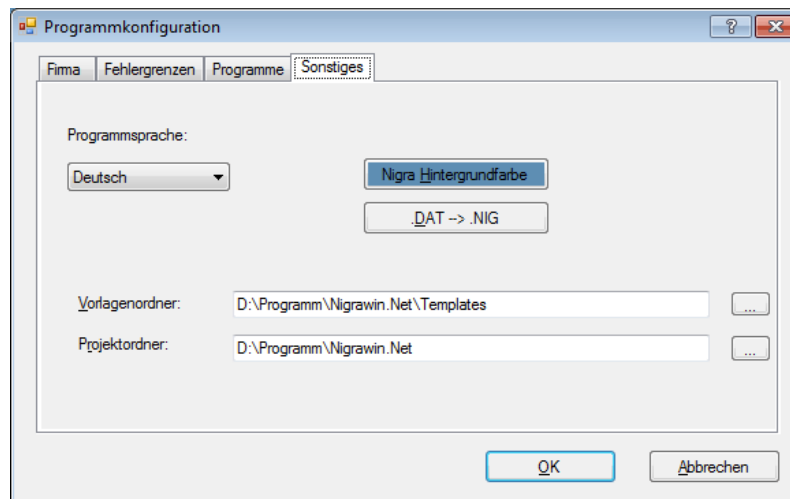 Programmkonfiguration
Firma Fehlergrenzen Programme Sonstiges
Programmsprache:
Deutsch
Nigra Hintergrundfarbe
.DAT --> .NIG
Vorlagenordner: D:\Programm\Nigrawin.Net\Templates ...
Projektordner: D:\Programm\Nigrawin.Net ...
OK Abbrechen